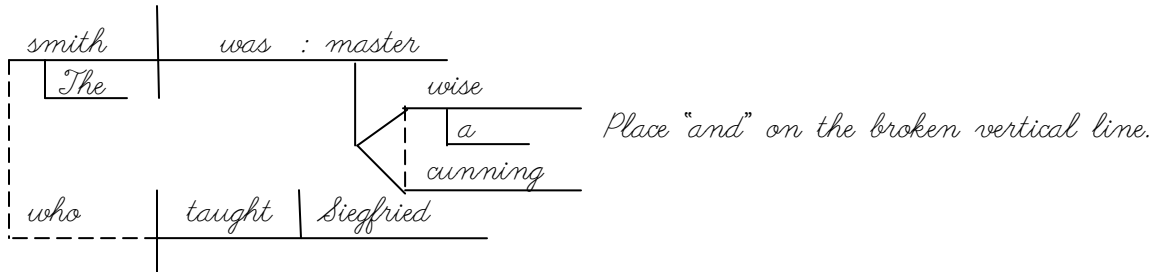 smith was : master
The
wise
a
Place "and" on the broken vertical line.
cunning
who taught Siegfried